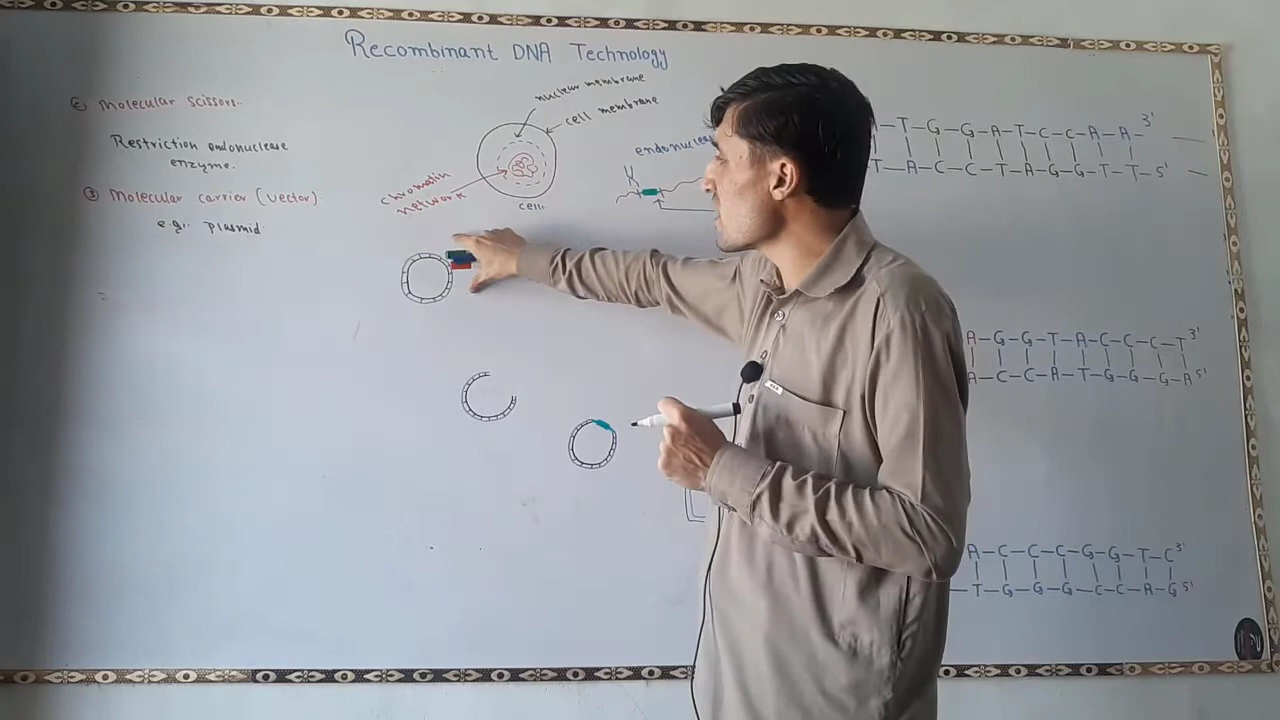 Recombinant DNA Technology
② Molecular scissors.
Restriction endonuclease
enzyme.
③ Molecular carrier (vector)
e.g:. plasmid
nuclear membrane
cell membrane
chromatin
network
cell:
T-G-G-A-T-C-C-A-A- 3'
T-A-C-C-T-A-G-G-T-T-5'
A-G-G-T-A-C-C-C-T 3'
A-C-C-A-T-G-G-G-A 5'
A-C-C-C-G-G-T-C 3'
T-G-G-G-C-C-A-G 5'